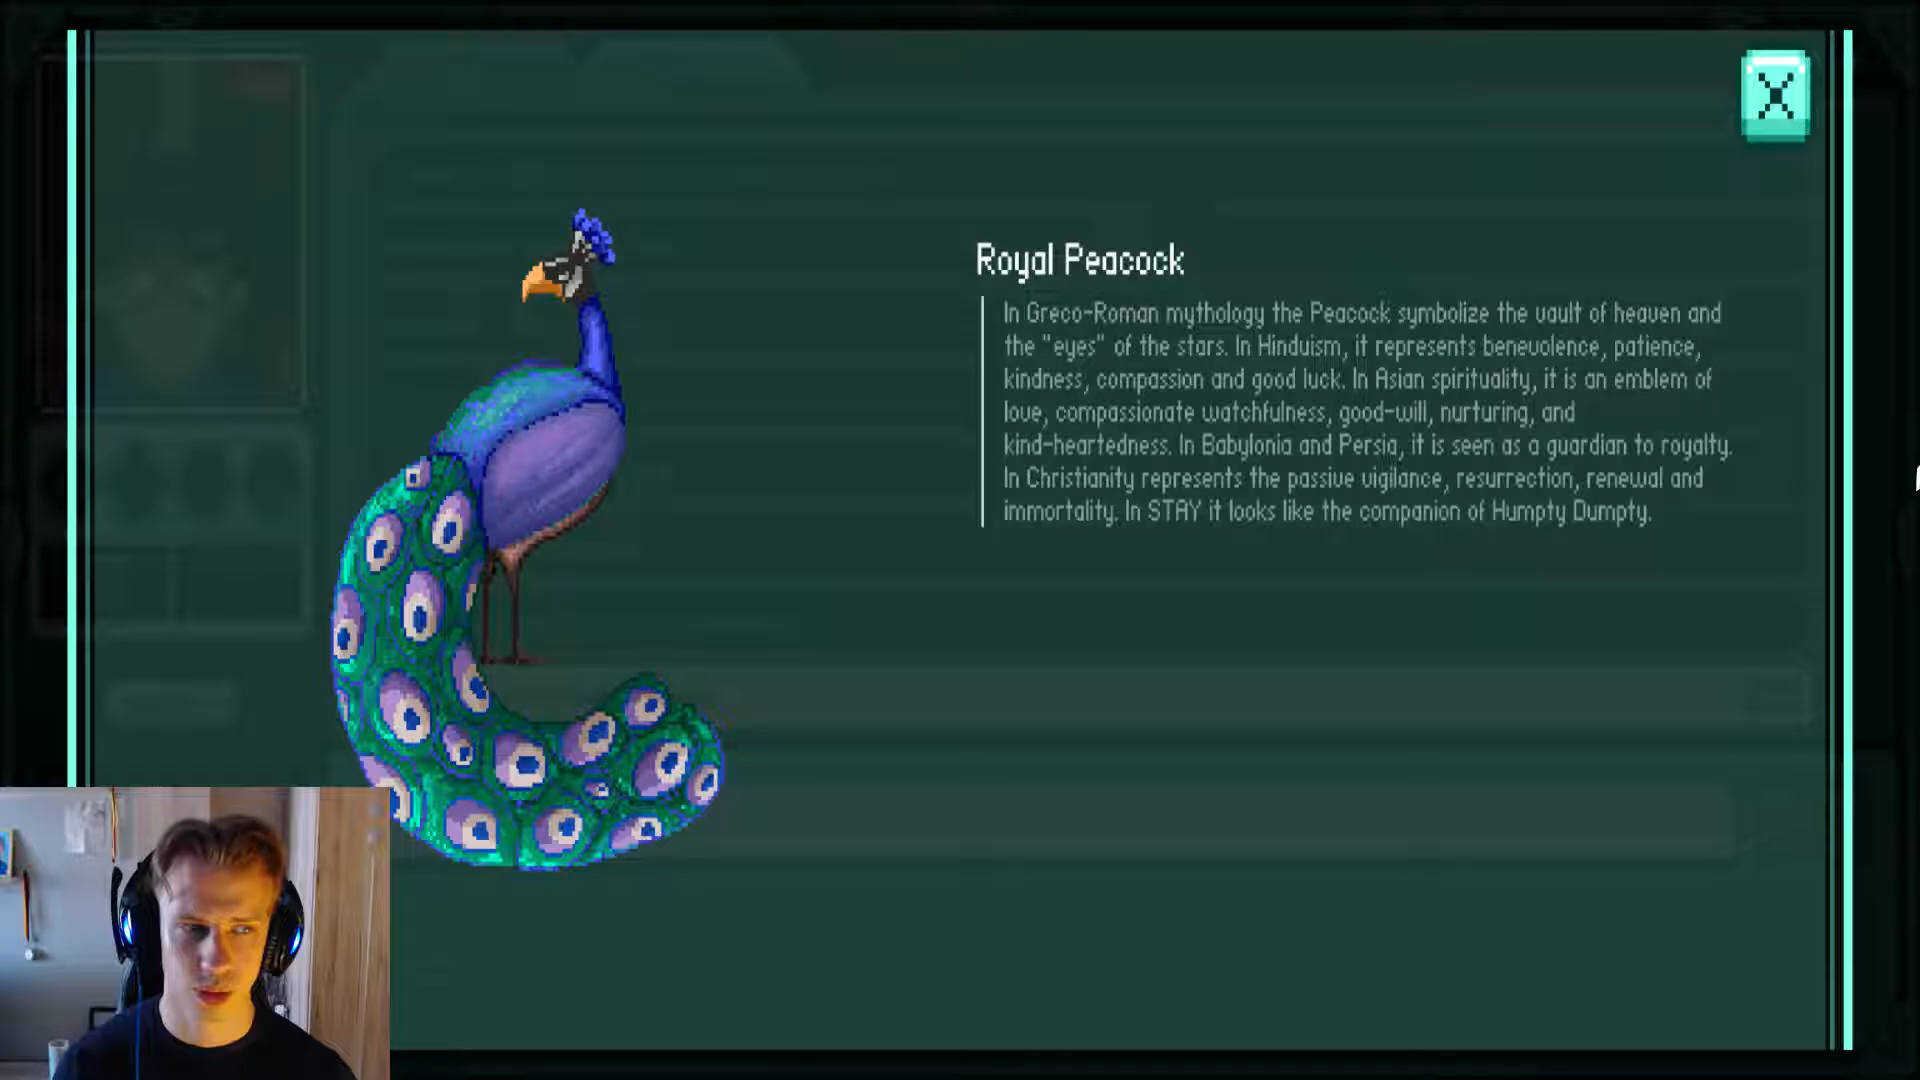 Royal Peacock
In Greco-Roman mythology the Peacock symbolize the vault of heaven and
the "eyes" of the stars. In Hinduism, it represents benevolence, patience,
kindness, compassion and good luck. In Asian spirituality, it is an emblem of
love, compassionate watchfulness, good-will, nurturing, and
kind-heartedness. In Babylonia and Persia, it is seen as a guardian to royalty.
In Christianity represents the passive vigilance, resurrection, renewal and
immortality. In STAY it looks like the companion of Humpty Dumpty.